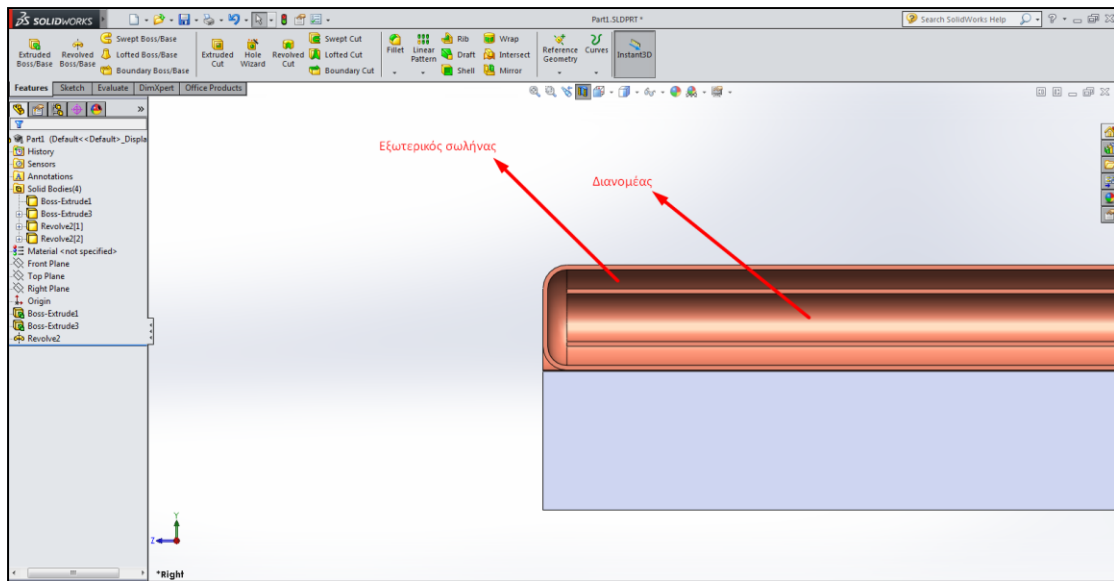 SOLIDWORKS
Part1.SLDPRT *
Search SolidWorks Help
Extruded Boss/Base
Revolved Boss/Base
Swept Boss/Base
Lofted Boss/Base
Boundary Boss/Base
Extruded Cut
Hole Wizard
Revolved Cut
Swept Cut
Lofted Cut
Boundary Cut
Fillet
Linear Pattern
Rib
Draft
Shell
Wrap
Intersect
Mirror
Reference Geometry
Curves
Instant3D
Features
Sketch
Evaluate
DimXpert
Office Products
Part1 (Default<<Default>_Displa
History
Sensors
Annotations
Solid Bodies(4)
Boss-Extrude1
Boss-Extrude3
Revolve2[1]
Revolve2[2]
Material <not specified>
Front Plane
Top Plane
Right Plane
Origin
Boss-Extrude1
Boss-Extrude3
Revolve2
Εξωτερικός σωλήνας
Διανομέας
Y
Z
*Right